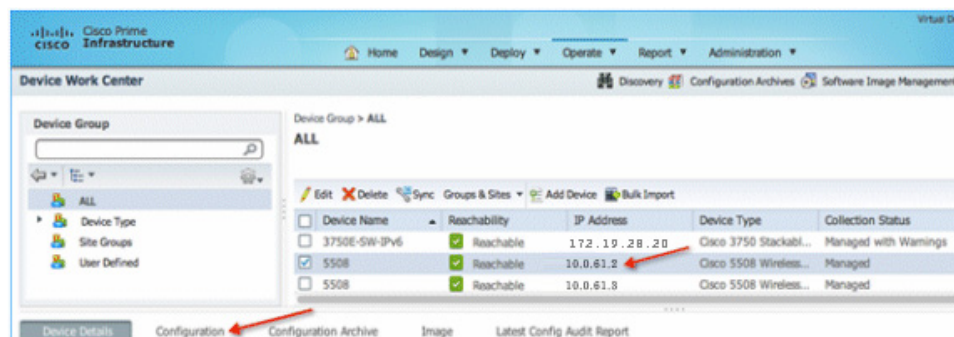 Virtual D
Cisco Prime
CISCO Infrastructure
Home Design Deploy Operate Report Administration
Device Work Center
Discovery Configuration Archives Software Image Management
Device Group
Device Group > ALL
ALL
Edit Delete Sync Groups & Sites Add Device Bulk Import
ALL
Device Type
Site Groups
User Defined
Device Name Reachability IP Address Device Type Collection Status
3750E-SW-IPv6 Reachable 172.19.28.20 Cisco 3750 Stackabl... Managed with Warnings
5508 Reachable 10.0.61.2 Cisco 5508 Wireless... Managed
5508 Reachable 10.0.61.3 Cisco 5508 Wireless... Managed
Device Details Configuration Configuration Archive Image Latest Config Audit Report